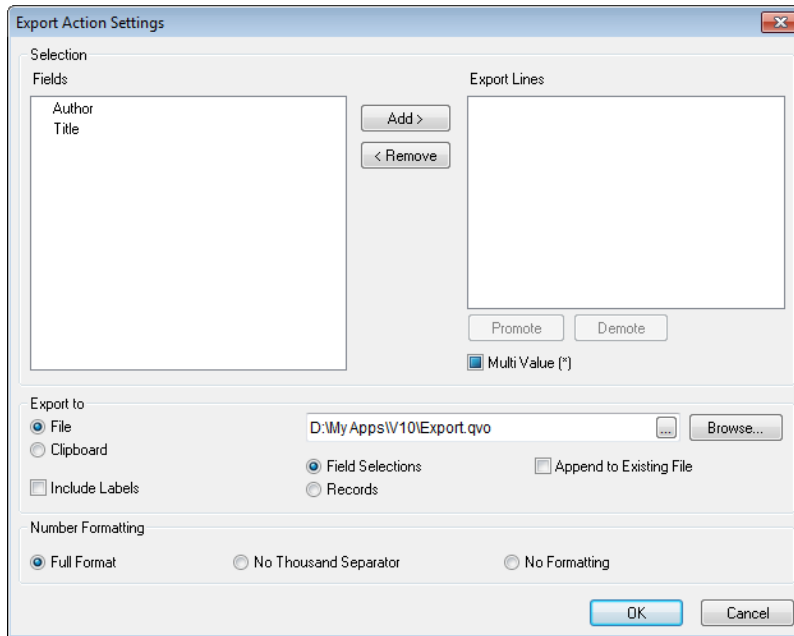 Export Action Settings
Selection
Fields
Export Lines
Author
Title
Add >
< Remove
Promote
Demote
Multi Value (*)
Export to
File
D:\My Apps\V10\Export.qvo
...
Browse...
Clipboard
Field Selections
Append to Existing File
Include Labels
Records
Number Formatting
Full Format
No Thousand Separator
No Formatting
OK
Cancel